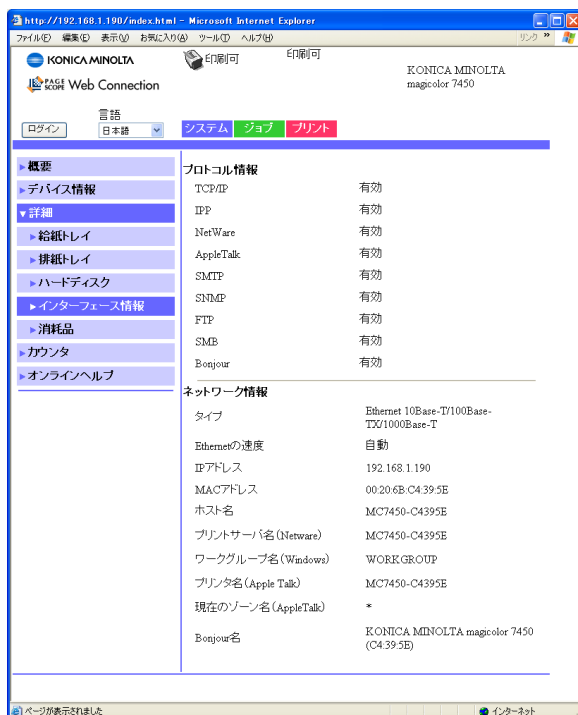 http://192.168.1.190/index.html - Microsoft Internet Explorer
ファイル(F) 編集(E) 表示(V) お気に入り(A) ツール(T) ヘルプ(H) リンク »
KONICA MINOLTA
印刷可 印刷可
KONICA MINOLTA
magicolor 7450
PAGE SCOPE Web Connection
言語
ログイン 日本語 システム ジョブ プリント
概要
デバイス情報
詳細
給紙トレイ
排紙トレイ
ハードディスク
インターフェース情報
消耗品
カウンタ
オンラインヘルプ
プロトコル情報
TCP/IP 有効
IPP 有効
NetWare 有効
AppleTalk 有効
SMTP 有効
SNMP 有効
FTP 有効
SMB 有効
Bonjour 有効
ネットワーク情報
タイプ Ethernet 10Base-T/100Base-
TX/1000Base-T
Ethernetの速度 自動
IPアドレス 192.168.1.190
MACアドレス 00:20:6B:C4:39:5E
ホスト名 MC7450-C4395E
プリントサーバ名(Netware) MC7450-C4395E
ワークグループ名(Windows) WORKGROUP
プリンタ名(Apple Talk) MC7450-C4395E
現在のゾーン名(AppleTalk) *
Bonjour名 KONICA MINOLTA magicolor 7450
(C4:39:5E)
ページが表示されました インターネット